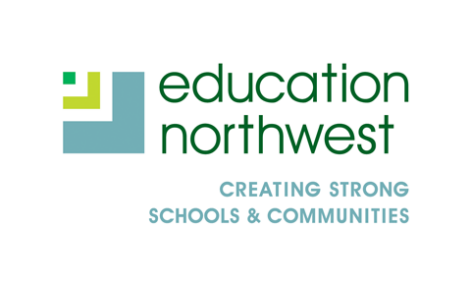 education
northwest
CREATING STRONG
SCHOOLS & COMMUNITIES